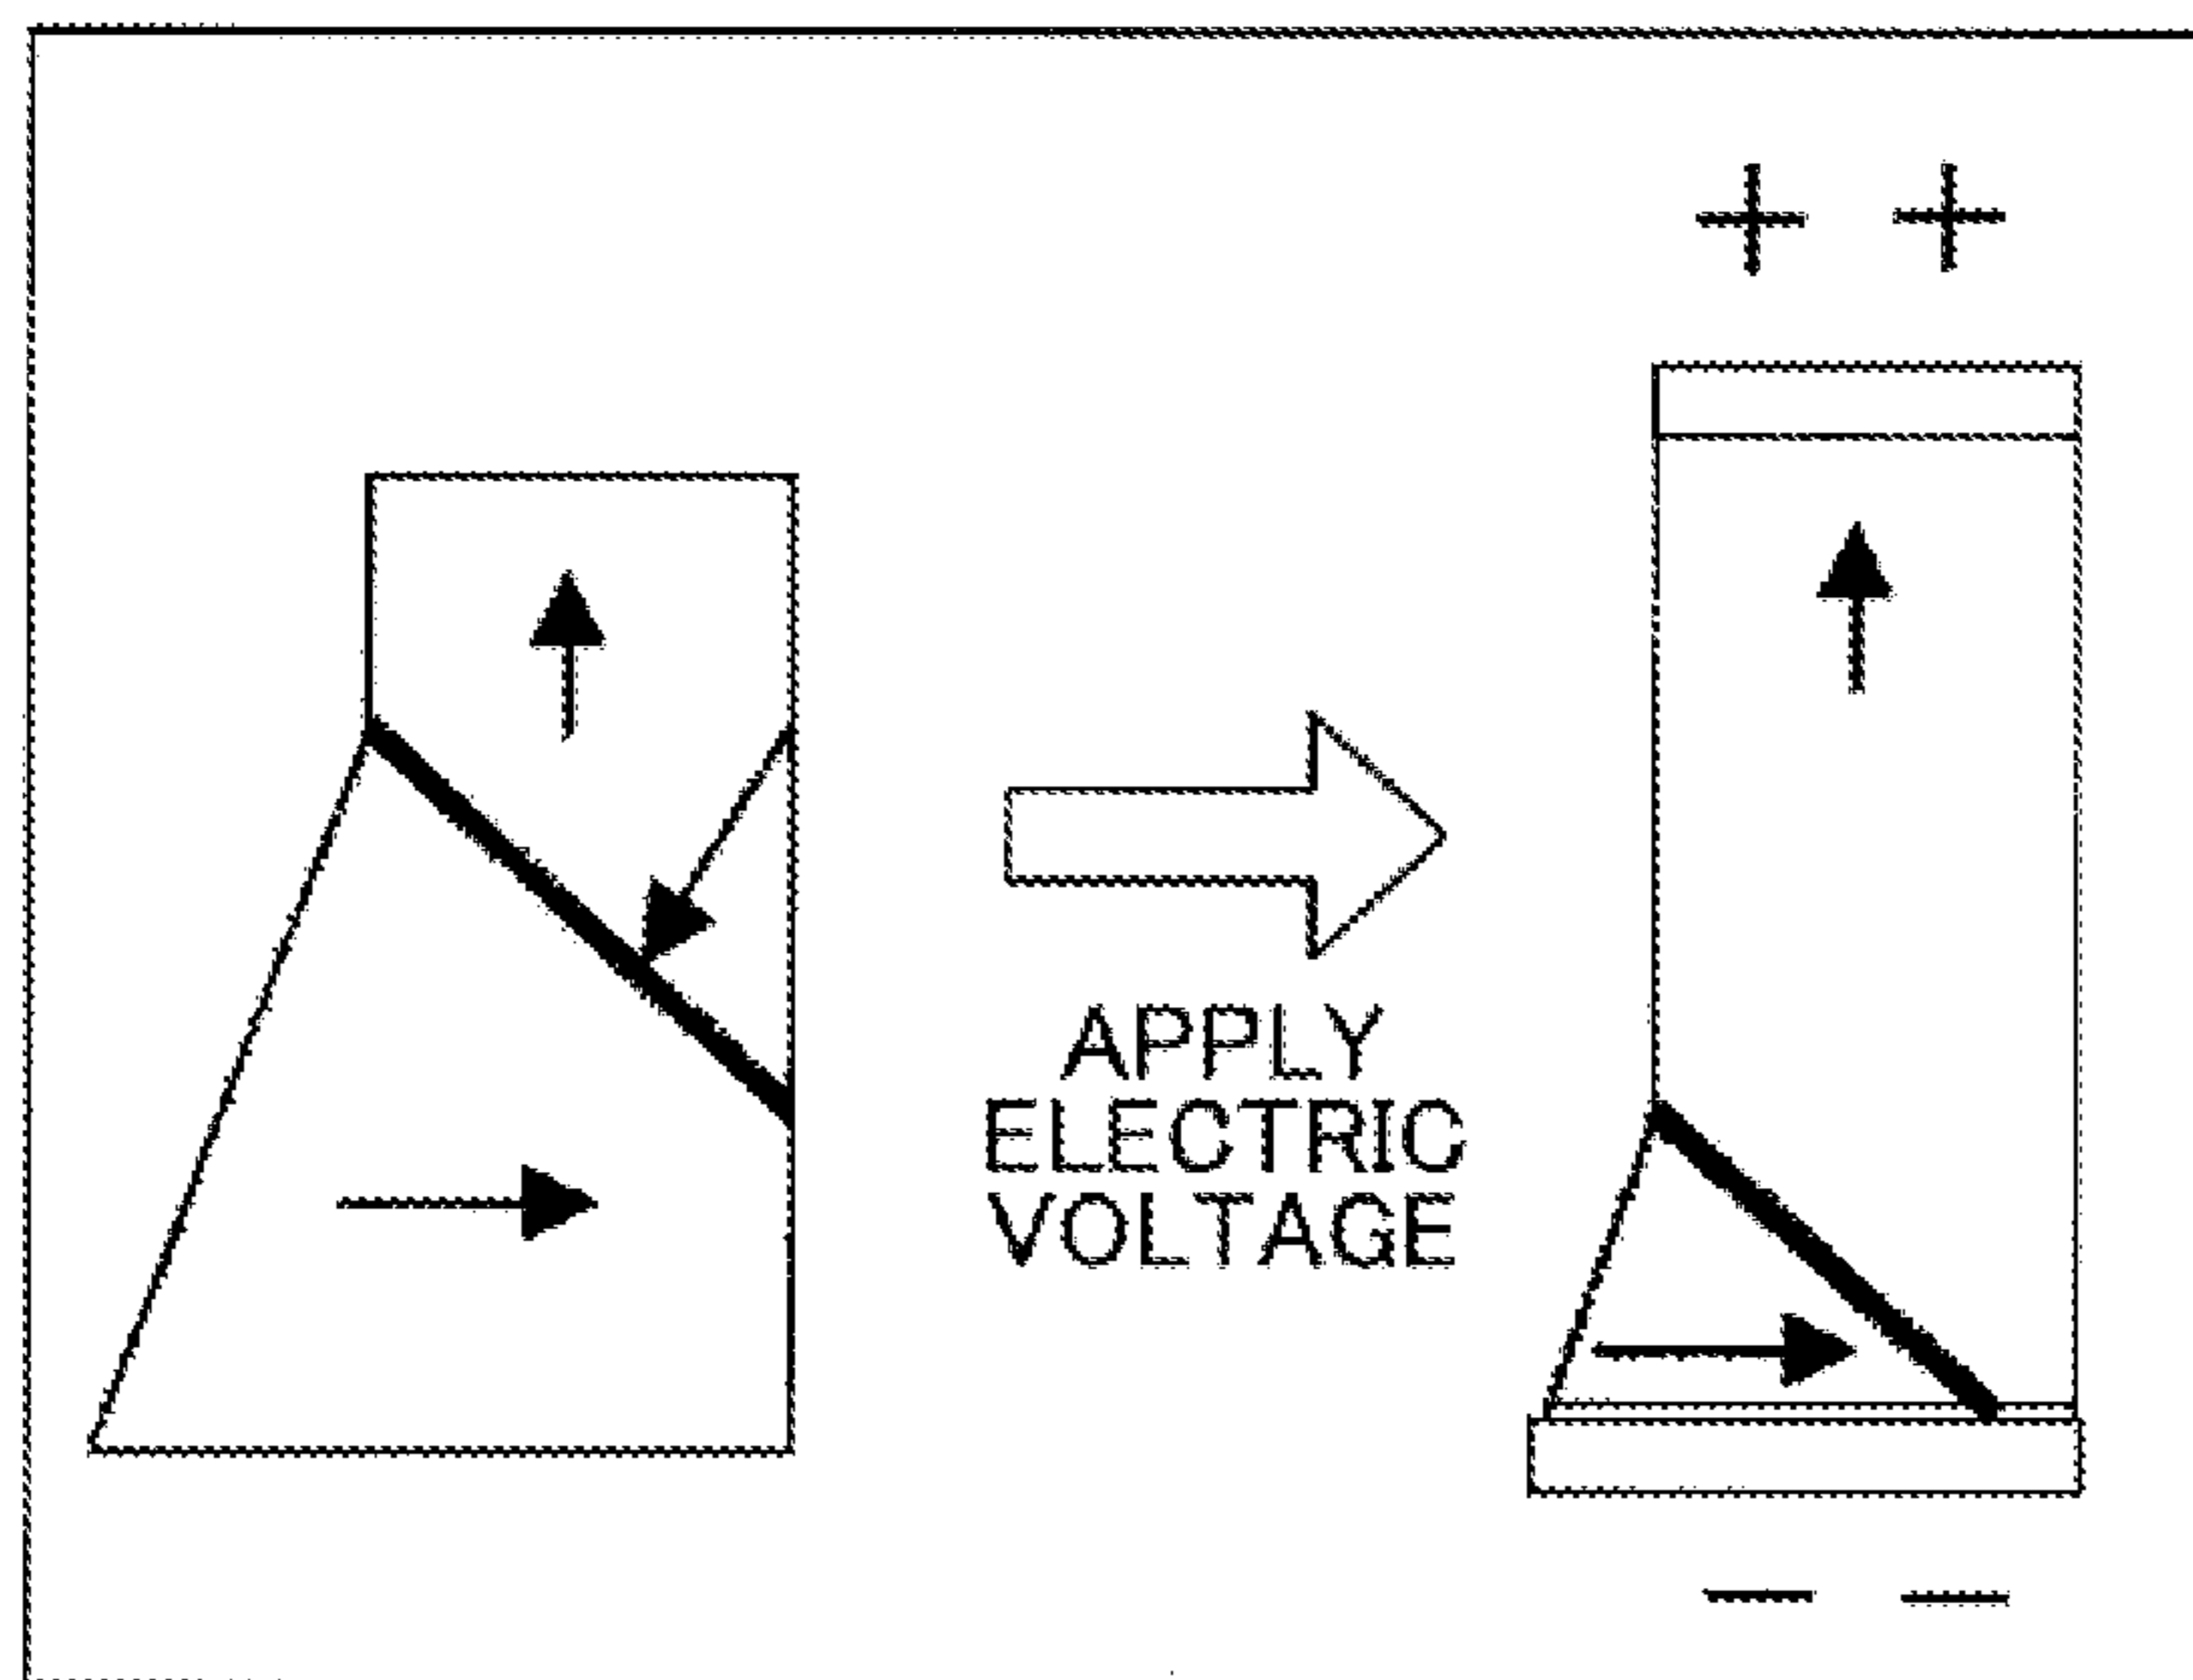 + +
APPLY
ELECTRIC
VOLTAGE
− −